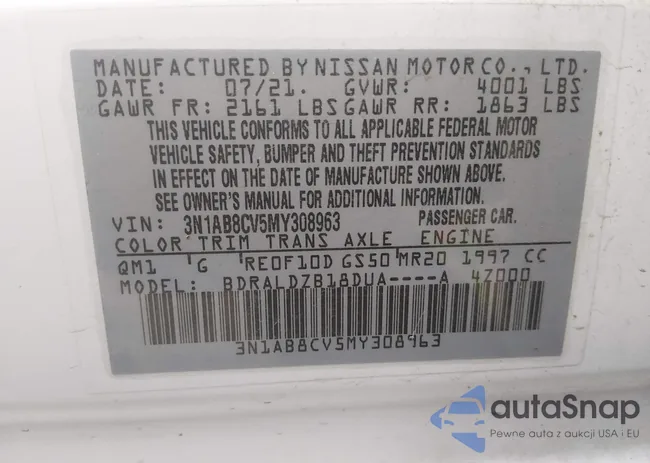 MANUFACTURED BY NISSAN MOTOR CO., LTD.
DATE: 07/21. GVWR: 4001 LBS
GAWR FR: 2161 LBS GAWR RR: 1863 LBS
THIS VEHICLE CONFORMS TO ALL APPLICABLE FEDERAL MOTOR
VEHICLE SAFETY, BUMPER AND THEFT PREVENTION STANDARDS
IN EFFECT ON THE DATE OF MANUFACTURE SHOWN ABOVE.
SEE OWNER'S MANUAL FOR ADDITIONAL INFORMATION.
VIN: 3N1AB8CV5MY308963 PASSENGER CAR.
COLOR TRIM TRANS AXLE ENGINE
QM1 G RE0F10D GS50 MR20 1997 CC
MODEL: BDRALDZB18DUA----A 4Z000
3N1AB8CV5MY308963
autoSnap
Pewne auta z aukcji USA i EU